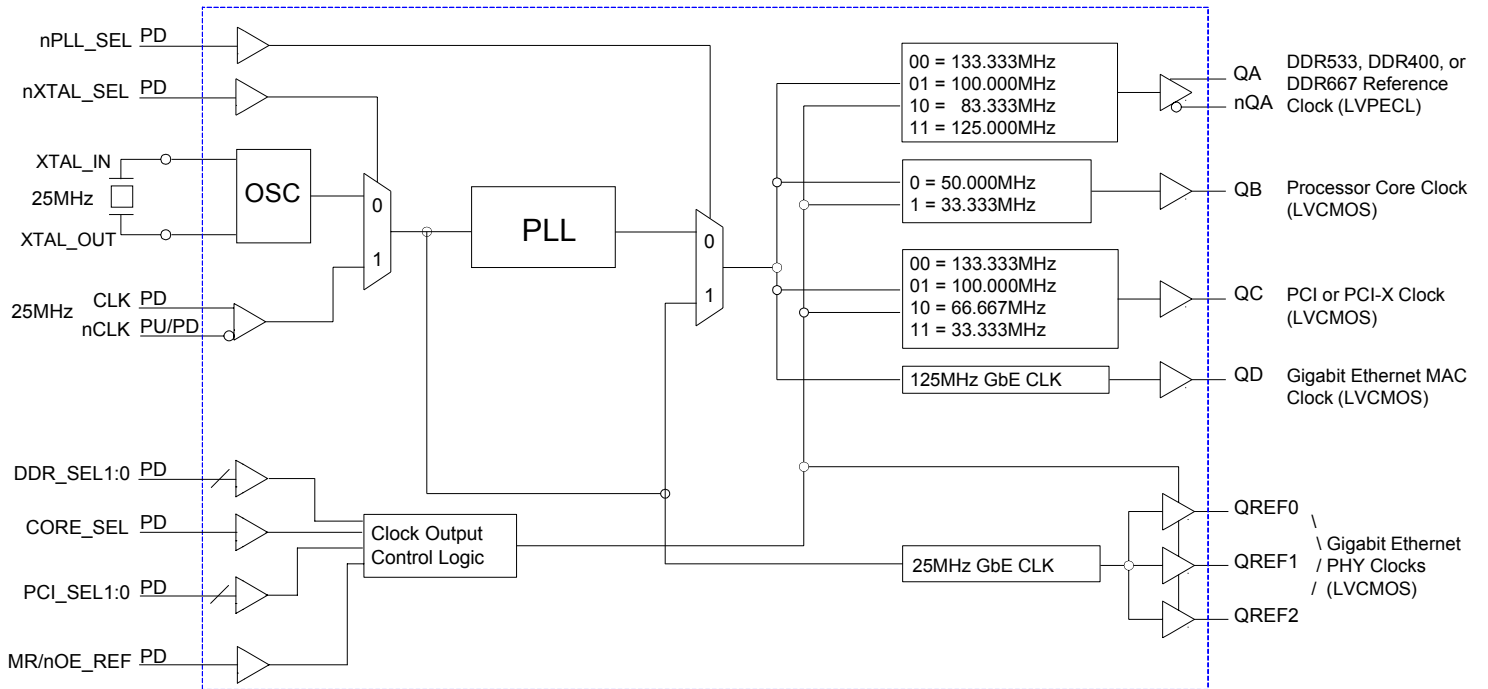 nPLL_SEL PD
nXTAL_SEL PD
XTAL_IN
25MHz
XTAL_OUT
OSC
0
1
25MHz
CLK PD
nCLK PU/PD
PLL
0
1
00 = 133.333MHz
01 = 100.000MHz
10 = 83.333MHz
11 = 125.000MHz
QA
nQA
DDR533, DDR400, or
DDR667 Reference
Clock (LVPECL)
0 = 50.000MHz
1 = 33.333MHz
QB
Processor Core Clock
(LVCMOS)
00 = 133.333MHz
01 = 100.000MHz
10 = 66.667MHz
11 = 33.333MHz
QC
PCI or PCI-X Clock
(LVCMOS)
125MHz GbE CLK
QD
Gigabit Ethernet MAC
Clock (LVCMOS)
DDR_SEL1:0 PD
CORE_SEL PD
PCI_SEL1:0 PD
MR/nOE_REF PD
Clock Output
Control Logic
25MHz GbE CLK
QREF0
QREF1
QREF2
\
\ Gigabit Ethernet
/ PHY Clocks
/ (LVCMOS)